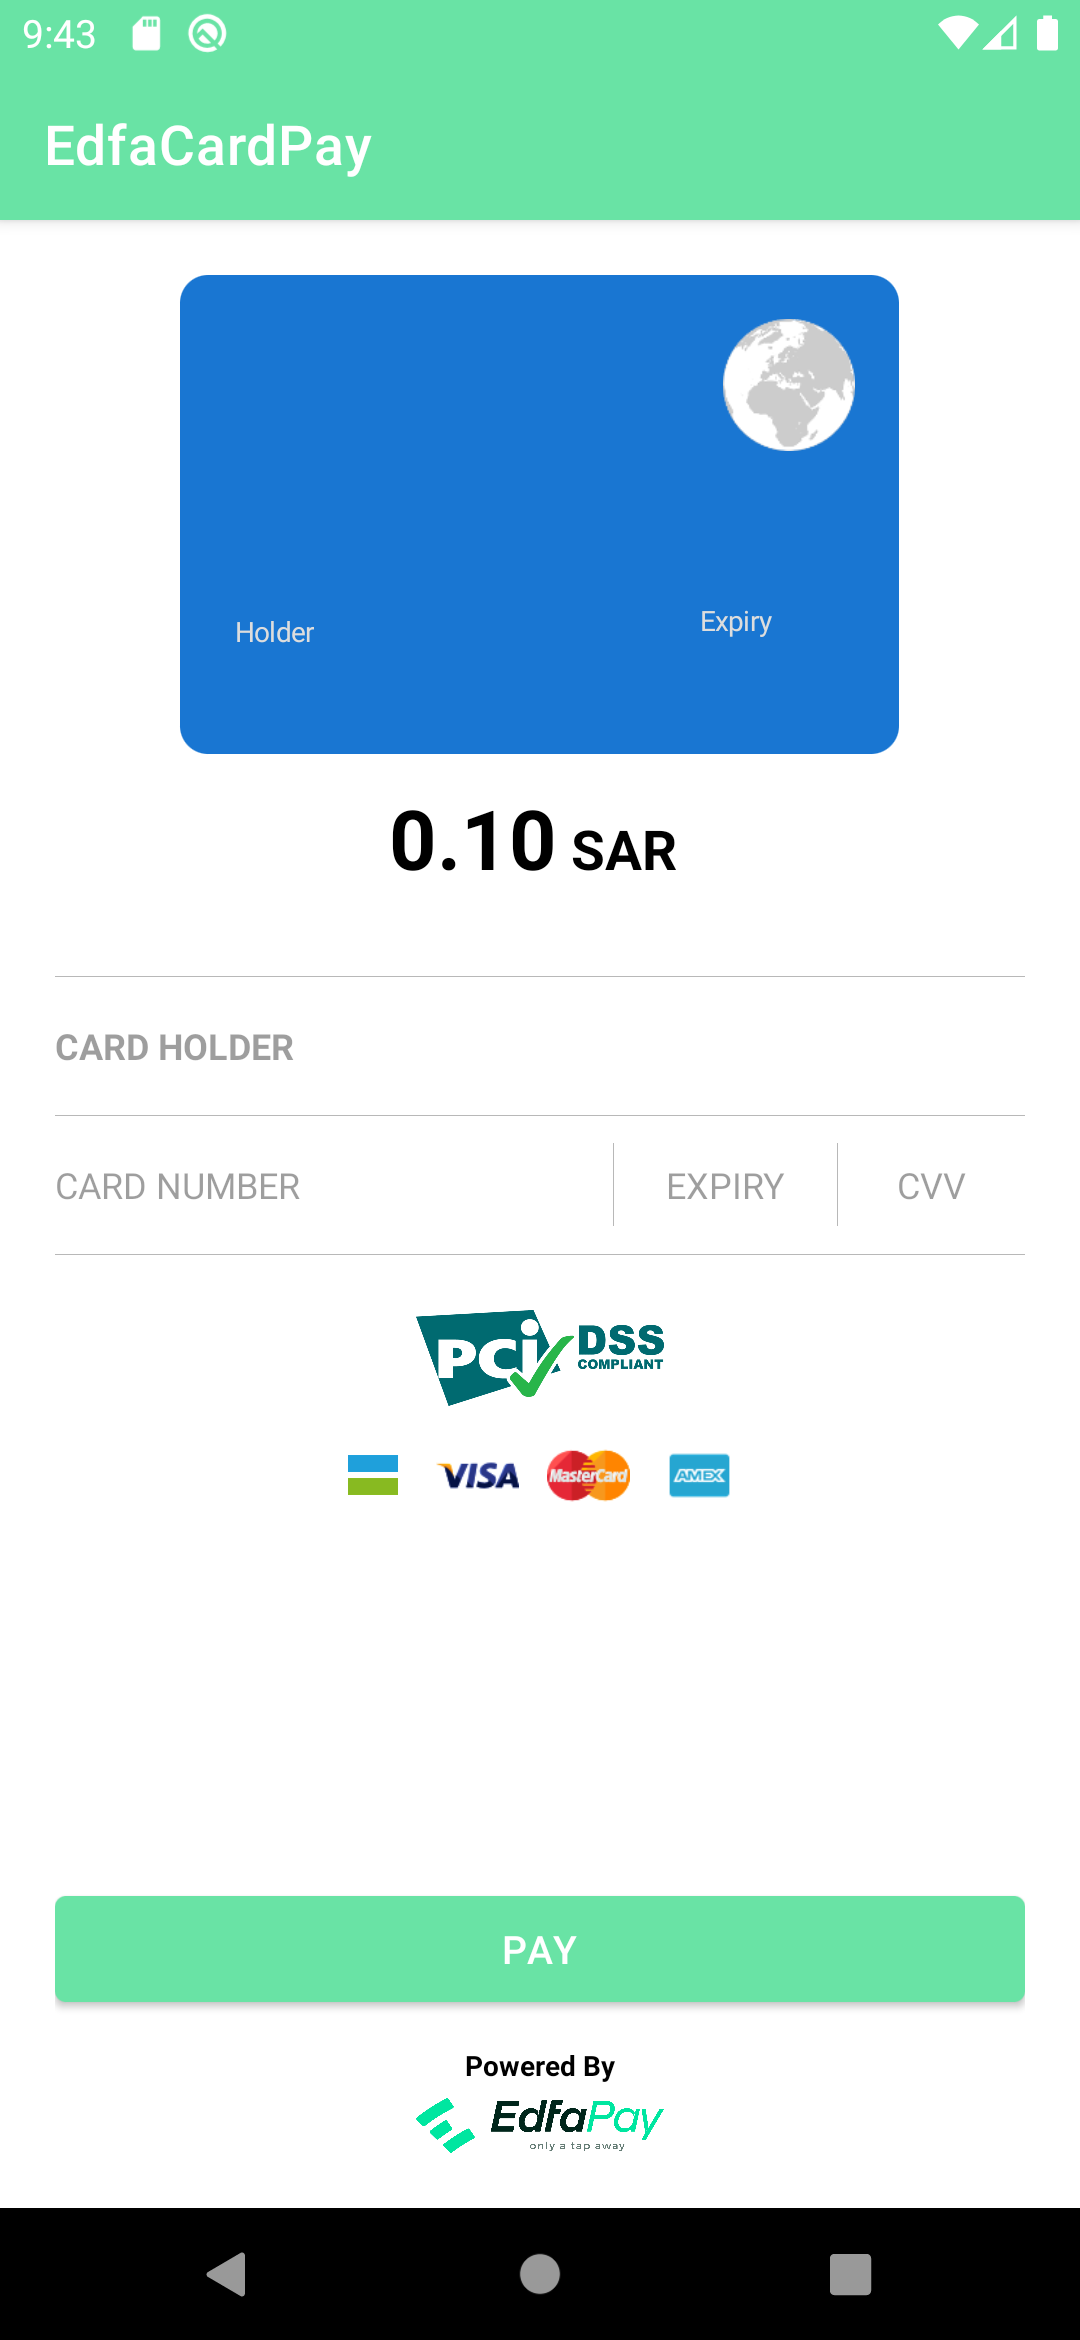 9:43
EdfaCardPay
Holder
Expiry
0.10 SAR
CARD HOLDER
CARD NUMBER EXPIRY CVV
PCi DSS
COMPLIANT
VISA MasterCard AMEX
PAY
Powered By
EdfaPay
only a tap away